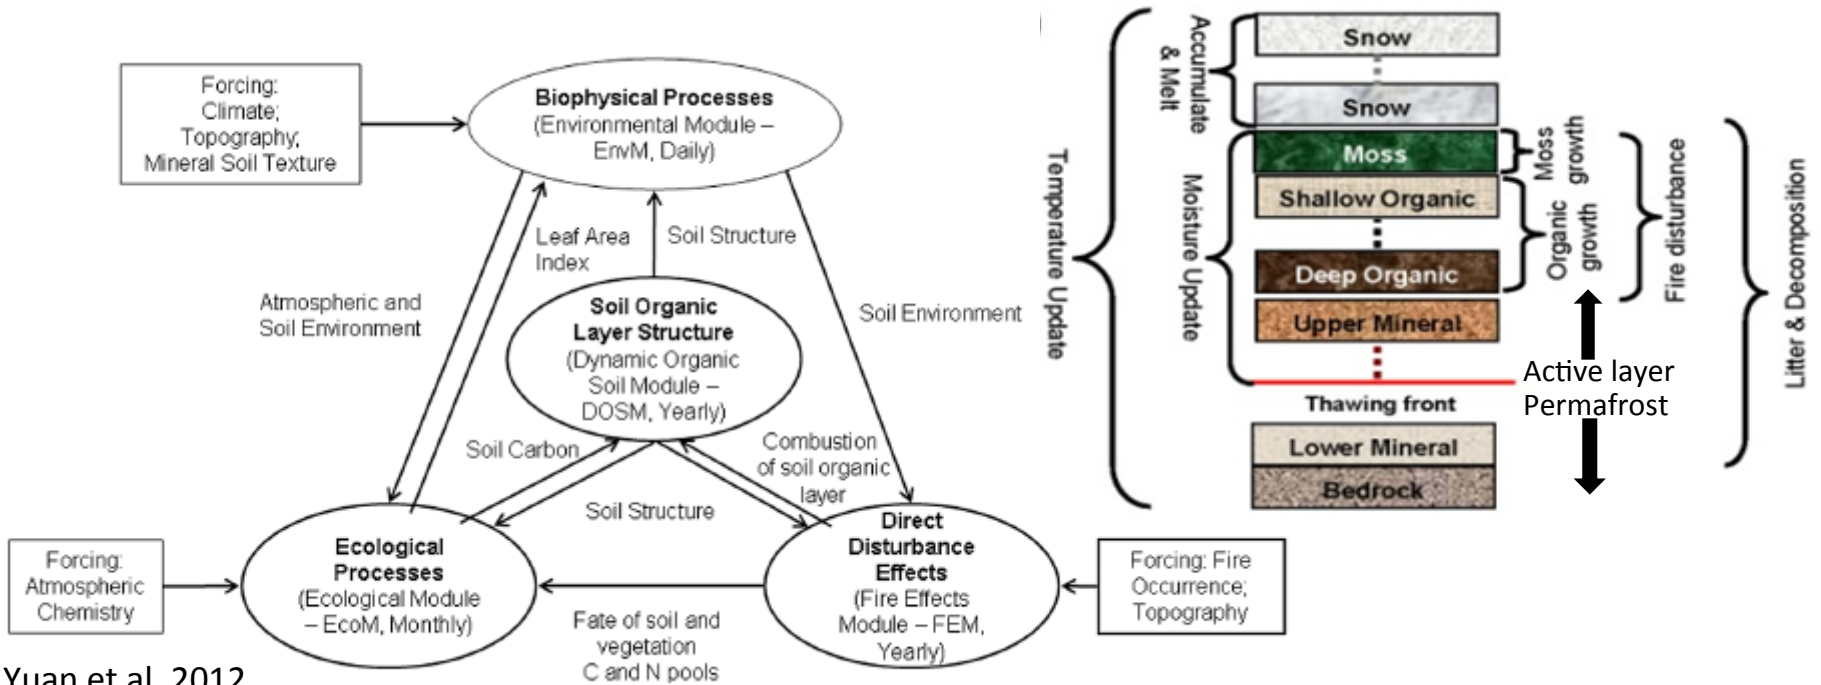 Forcing:
Climate;
Topography;
Mineral Soil Texture
Biophysical Processes
(Environmental Module –
EnvM, Daily)
Leaf Area
Index
Soil Structure
Atmospheric and
Soil Environment
Soil Environment
Soil Organic
Layer Structure
(Dynamic Organic
Soil Module –
DOSM, Yearly)
Soil Carbon
Combustion
of soil organic
layer
Soil Structure
Ecological
Processes
(Ecological Module
– EcoM, Monthly)
Forcing:
Atmospheric
Chemistry
Direct
Disturbance
Effects
(Fire Effects
Module – FEM,
Yearly)
Forcing: Fire
Occurrence;
Topography
Fate of soil and
vegetation
C and N pools
Yuan et al. 2012
Temperature Update
Accumulate
& Melt
Moisture Update
Snow
Snow
Moss
Shallow Organic
Deep Organic
Upper Mineral
Thawing front
Lower Mineral
Bedrock
Moss
growth
Organic
growth
Fire disturbance
Litter & Decomposition
Active layer
Permafrost